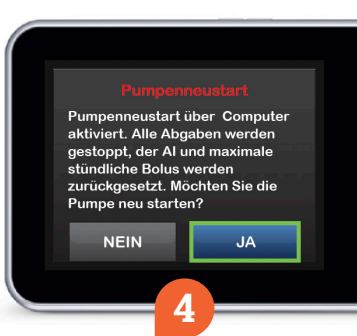 Pumpenneustart
Pumpenneustart über Computer
aktiviert. Alle Abgaben werden
gestoppt, der AI und maximale
stündliche Bolus werden
zurückgesetzt. Möchten Sie die
Pumpe neu starten?
NEIN JA
4